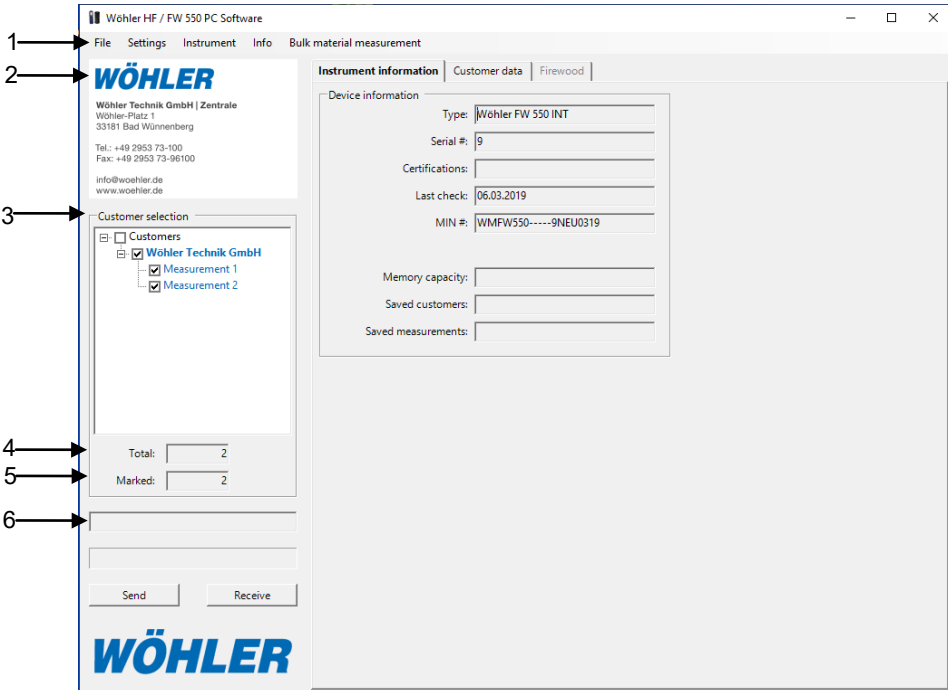 Wöhler HF / FW 550 PC Software
1
File Settings Instrument Info Bulk material measurement
2
WÖHLER
Wöhler Technik GmbH | Zentrale
Wöhler-Platz 1
33181 Bad Wünnenberg
Tel.: +49 2953 73-100
Fax: +49 2953 73-96100
info@woehler.de
www.woehler.de
3
Customer selection
Customers
Wöhler Technik GmbH
Measurement 1
Measurement 2
4
Total: 2
5
Marked: 2
6
Send Receive
WÖHLER
Instrument information Customer data Firewood
Device information
Type: Wöhler FW 550 INT
Serial #: 9
Certifications:
Last check: 06.03.2019
MIN #: WMFW550-----9NEU0319
Memory capacity:
Saved customers:
Saved measurements: